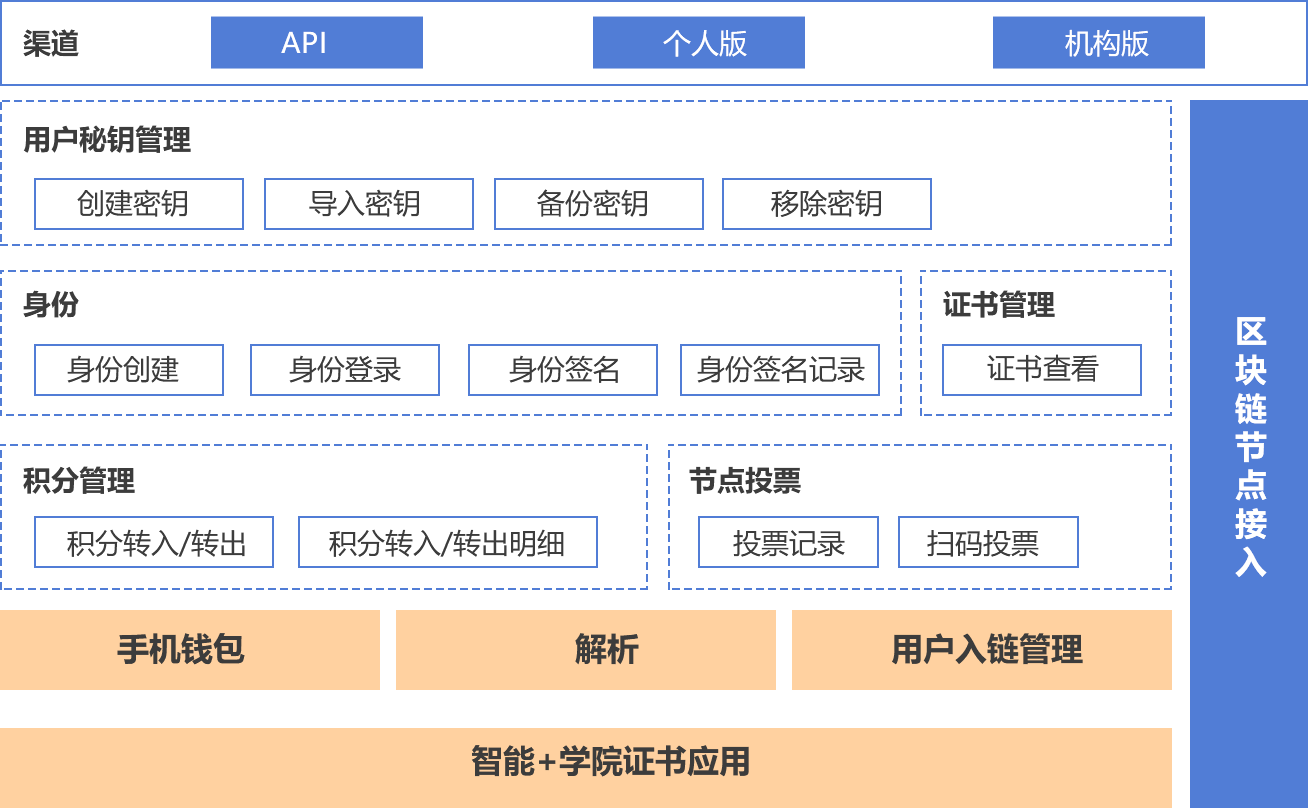 渠道
API
个人版
机构版
用户秘钥管理
创建密钥
导入密钥
备份密钥
移除密钥
身份
身份创建
身份登录
身份签名
身份签名记录
证书管理
证书查看
积分管理
积分转入/转出
积分转入/转出明细
节点投票
投票记录
扫码投票
手机钱包
解析
用户入链管理
智能+学院证书应用
区块链节点接入